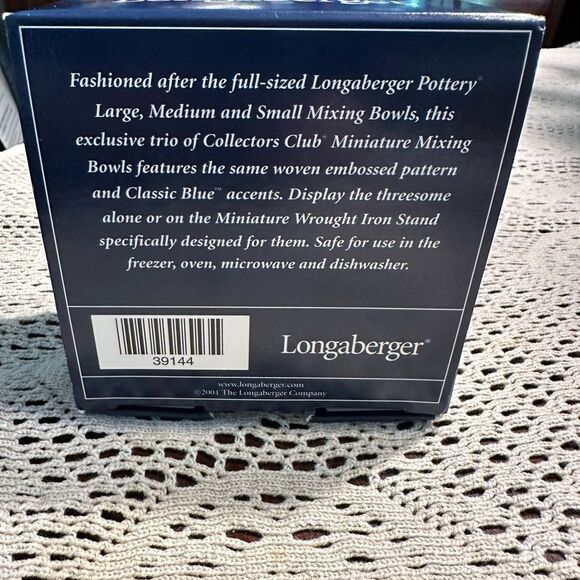 Fashioned after the full-sized Longaberger Pottery®
Large, Medium and Small Mixing Bowls, this
exclusive trio of Collectors Club® Miniature Mixing
Bowls features the same woven embossed pattern
and Classic Blue™ accents. Display the threesome
alone or on the Miniature Wrought Iron Stand
specifically designed for them. Safe for use in the
freezer, oven, microwave and dishwasher.
39144
Longaberger®
www.longaberger.com
©2001 The Longaberger Company